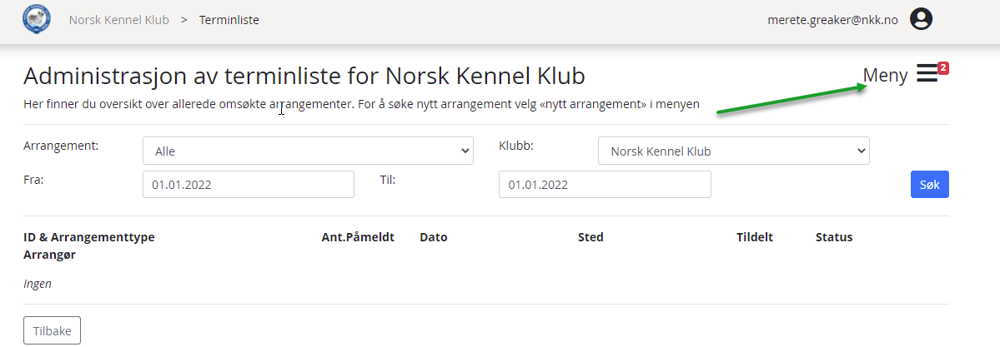 Norsk Kennel Klub > Terminliste
merete.greaker@nkk.no
Administrasjon av terminliste for Norsk Kennel Klub
Meny 2
Her finner du oversikt over allerede omsøkte arrangementer. For å søke nytt arrangement velg «nytt arrangement» i menyen
Arrangement: Alle Klubb: Norsk Kennel Klub
Fra: 01.01.2022 Til: 01.01.2022 Søk
ID & Arrangementtype Ant.Påmeldt Dato Sted Tildelt Status
Arrangør
Ingen
Tilbake